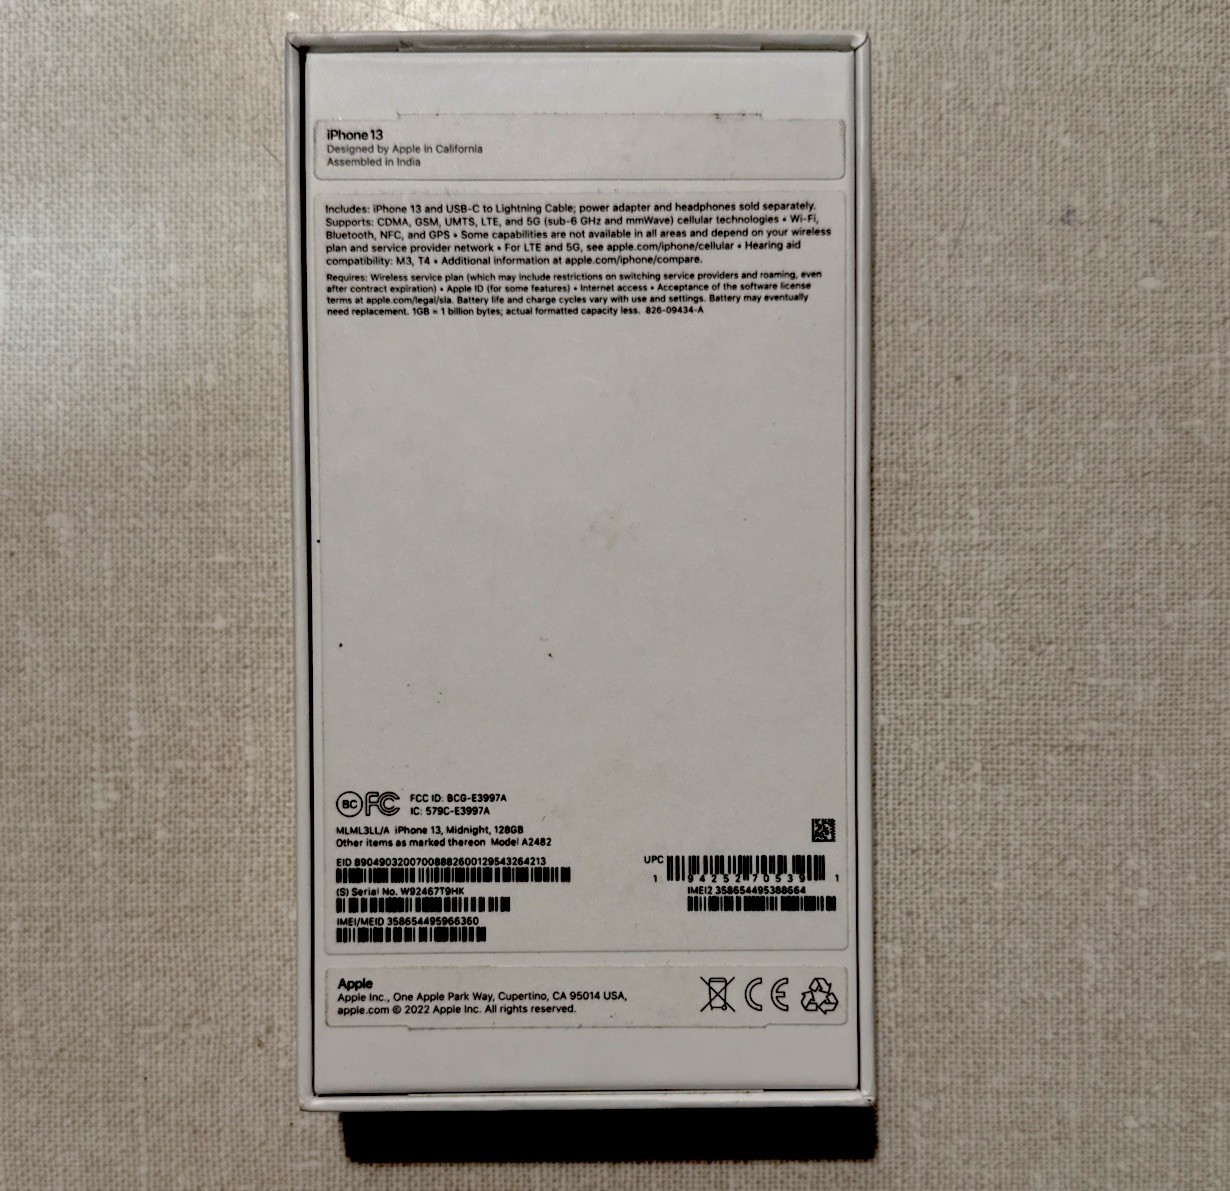 iPhone 13
Designed by Apple in California
Assembled in India
Includes: iPhone 13 and USB-C to Lightning Cable; power adapter and headphones sold separately.
Supports: CDMA, GSM, UMTS, LTE, and 5G (sub-6 GHz and mmWave) cellular technologies • Wi-Fi,
Bluetooth, NFC, and GPS • Some capabilities are not available in all areas and depend on your wireless
plan and service provider network • For LTE and 5G, see apple.com/iphone/cellular • Hearing aid
compatibility: M3, T4 • Additional information at apple.com/iphone/compare.
Requires: Wireless service plan (which may include restrictions on switching service providers and roaming, even
after contract expiration) • Apple ID (for some features) • Internet access • Acceptance of the software license
terms at apple.com/legal/sla. Battery life and charge cycles vary with use and settings. Battery may eventually
need replacement. 1GB = 1 billion bytes; actual formatted capacity less. 826-09434-A
BC FC FCC ID: BCG-E3997A
IC: 579C-E3997A
MLML3LL/A iPhone 13, Midnight, 128GB
Other items as marked thereon Model A2482
EID 89049032007008882600129543264213
UPC
1 94252 70539 1
(S) Serial No. W92467T9HK
IMEI2 358654495388664
IMEI/MEID 358654495966360
Apple
Apple Inc., One Apple Park Way, Cupertino, CA 95014 USA,
apple.com © 2022 Apple Inc. All rights reserved.
CE